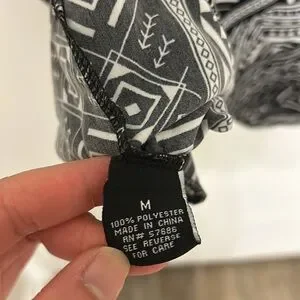 M
100% POLYESTER
MADE IN CHINA
RN# 57686
SEE REVERSE
FOR CARE